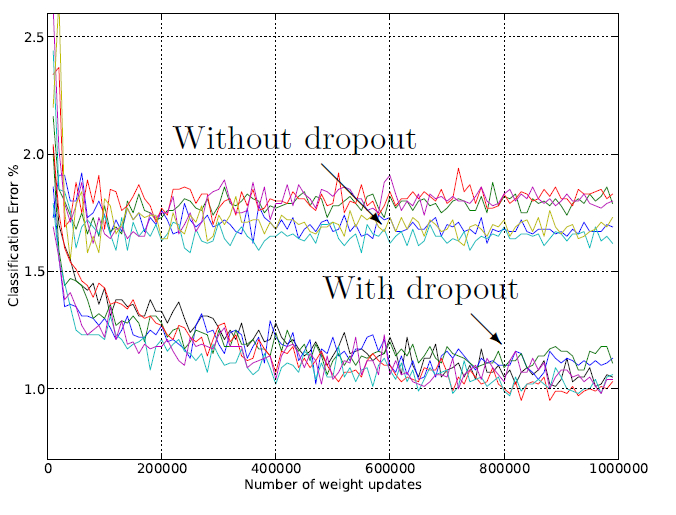 2.5
Without dropout
2.0
Classification Error %
1.5
With dropout
1.0
0
200000
400000
600000
800000
1000000
Number of weight updates